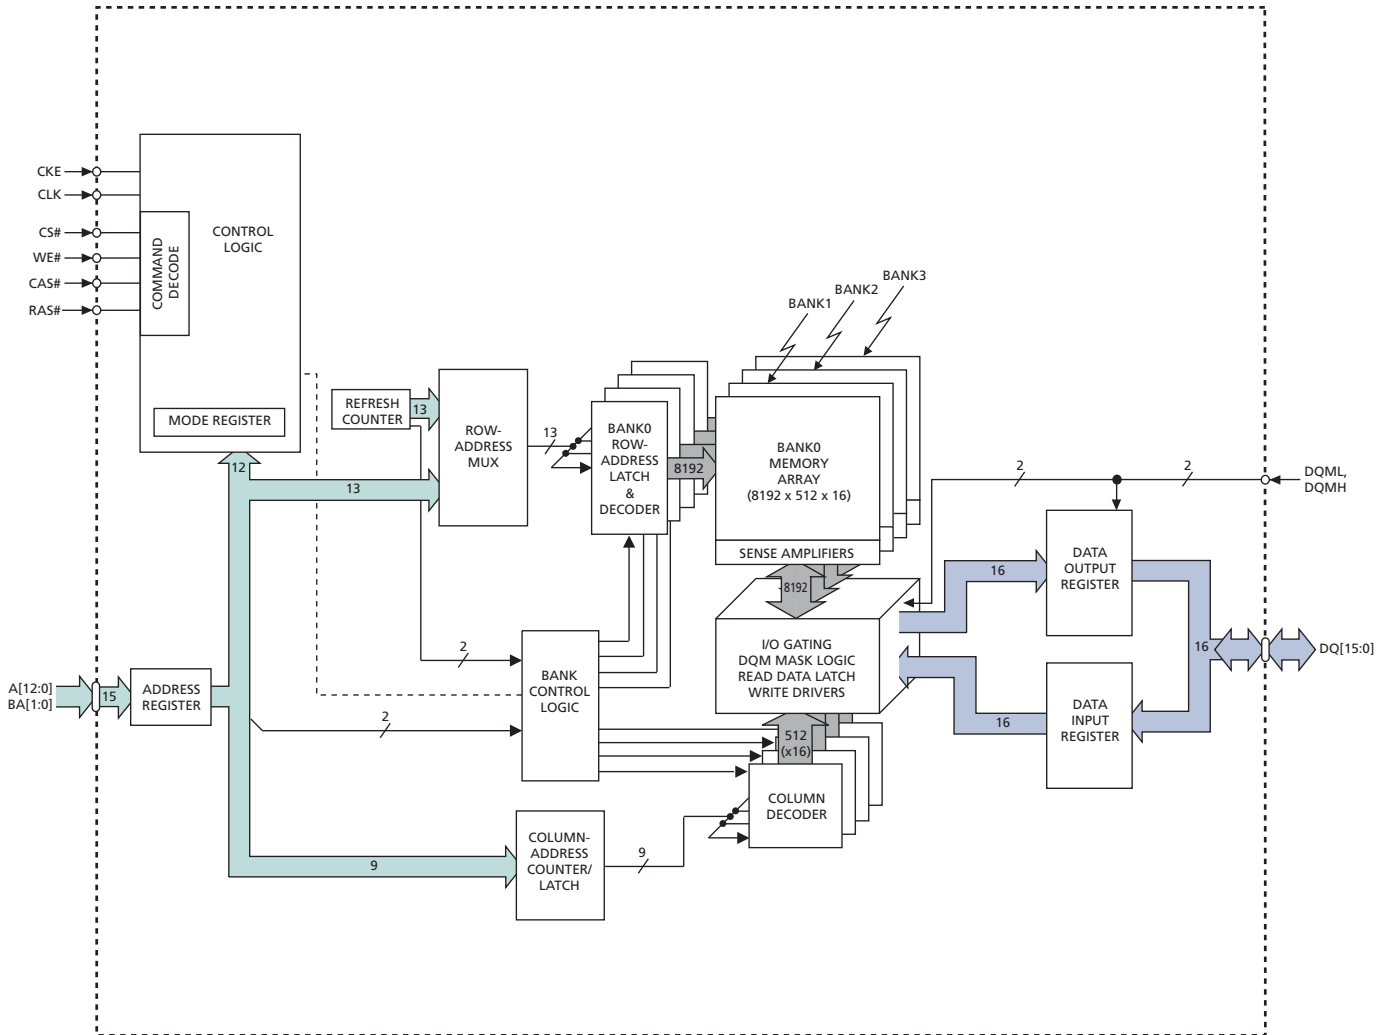 CKE
CLK
CS#
WE#
CAS#
RAS#
COMMAND
DECODE
CONTROL
LOGIC
MODE REGISTER
12
REFRESH
COUNTER
13
13
ROW-
ADDRESS
MUX
13
BANK0
ROW-
ADDRESS
LATCH
&
DECODER
8192
BANK1
BANK2
BANK3
BANK0
MEMORY
ARRAY
(8192 x 512 x 16)
SENSE AMPLIFIERS
8192
I/O GATING
DQM MASK LOGIC
READ DATA LATCH
WRITE DRIVERS
2
2
DQML,
DQMH
16
DATA
OUTPUT
REGISTER
16
DQ[15:0]
16
DATA
INPUT
REGISTER
A[12:0]
BA[1:0]
15
ADDRESS
REGISTER
2
2
BANK
CONTROL
LOGIC
512
(x16)
COLUMN
DECODER
9
COLUMN-
ADDRESS
COUNTER/
LATCH
9